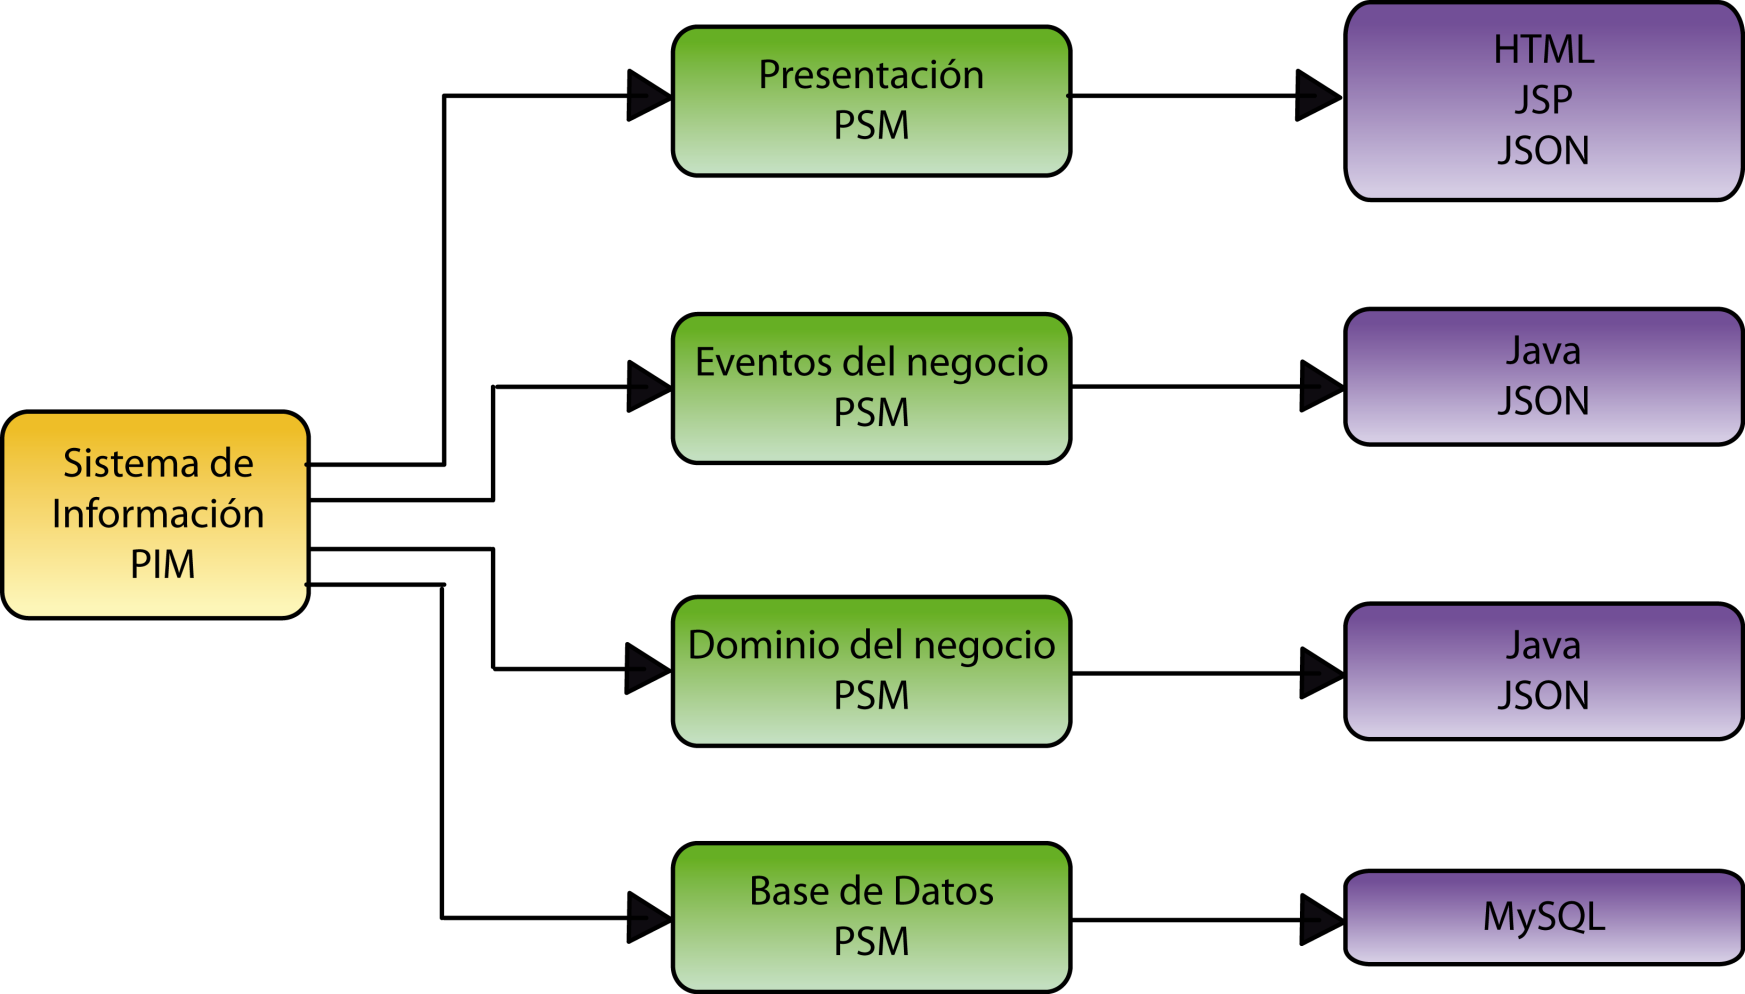 Presentación
PSM
HTML
JSP
JSON
Eventos del negocio
PSM
Java
JSON
Sistema de
Información
PIM
Dominio del negocio
PSM
Java
JSON
Base de Datos
PSM
MySQL